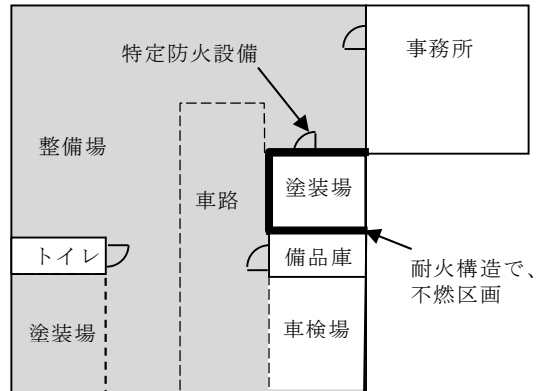 事務所
特定防火設備
整備場
塗装場
車路
トイレ
備品庫
耐火構造で、
不燃区画
塗装場
車検場